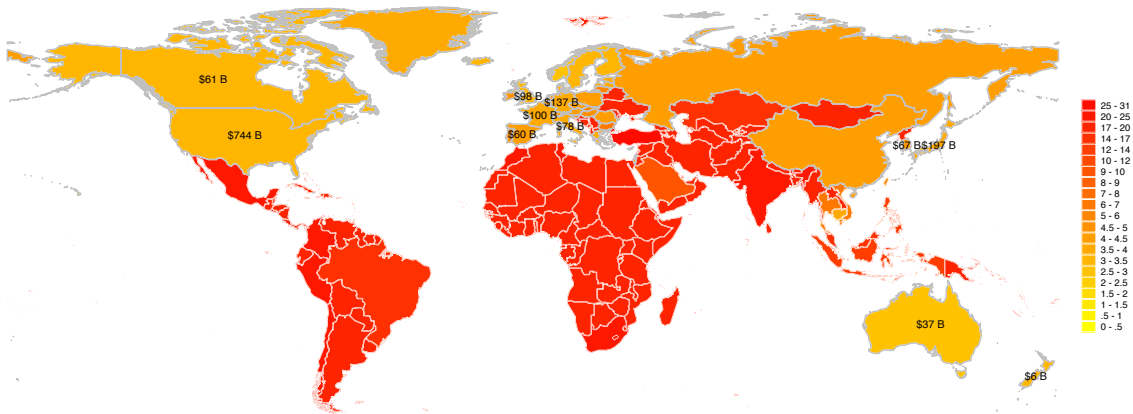 $61 B
$744 B
$98 B
$137 B
$100 B
$78 B
$60 B
$67 B
$197 B
$37 B
$6 B
25 - 31
20 - 25
17 - 20
14 - 17
12 - 14
10 - 12
9 - 10
8 - 9
7 - 8
6 - 7
5 - 6
4.5 - 5
4 - 4.5
3.5 - 4
3 - 3.5
2.5 - 3
2 - 2.5
1.5 - 2
1 - 1.5
.5 - 1
0 - .5